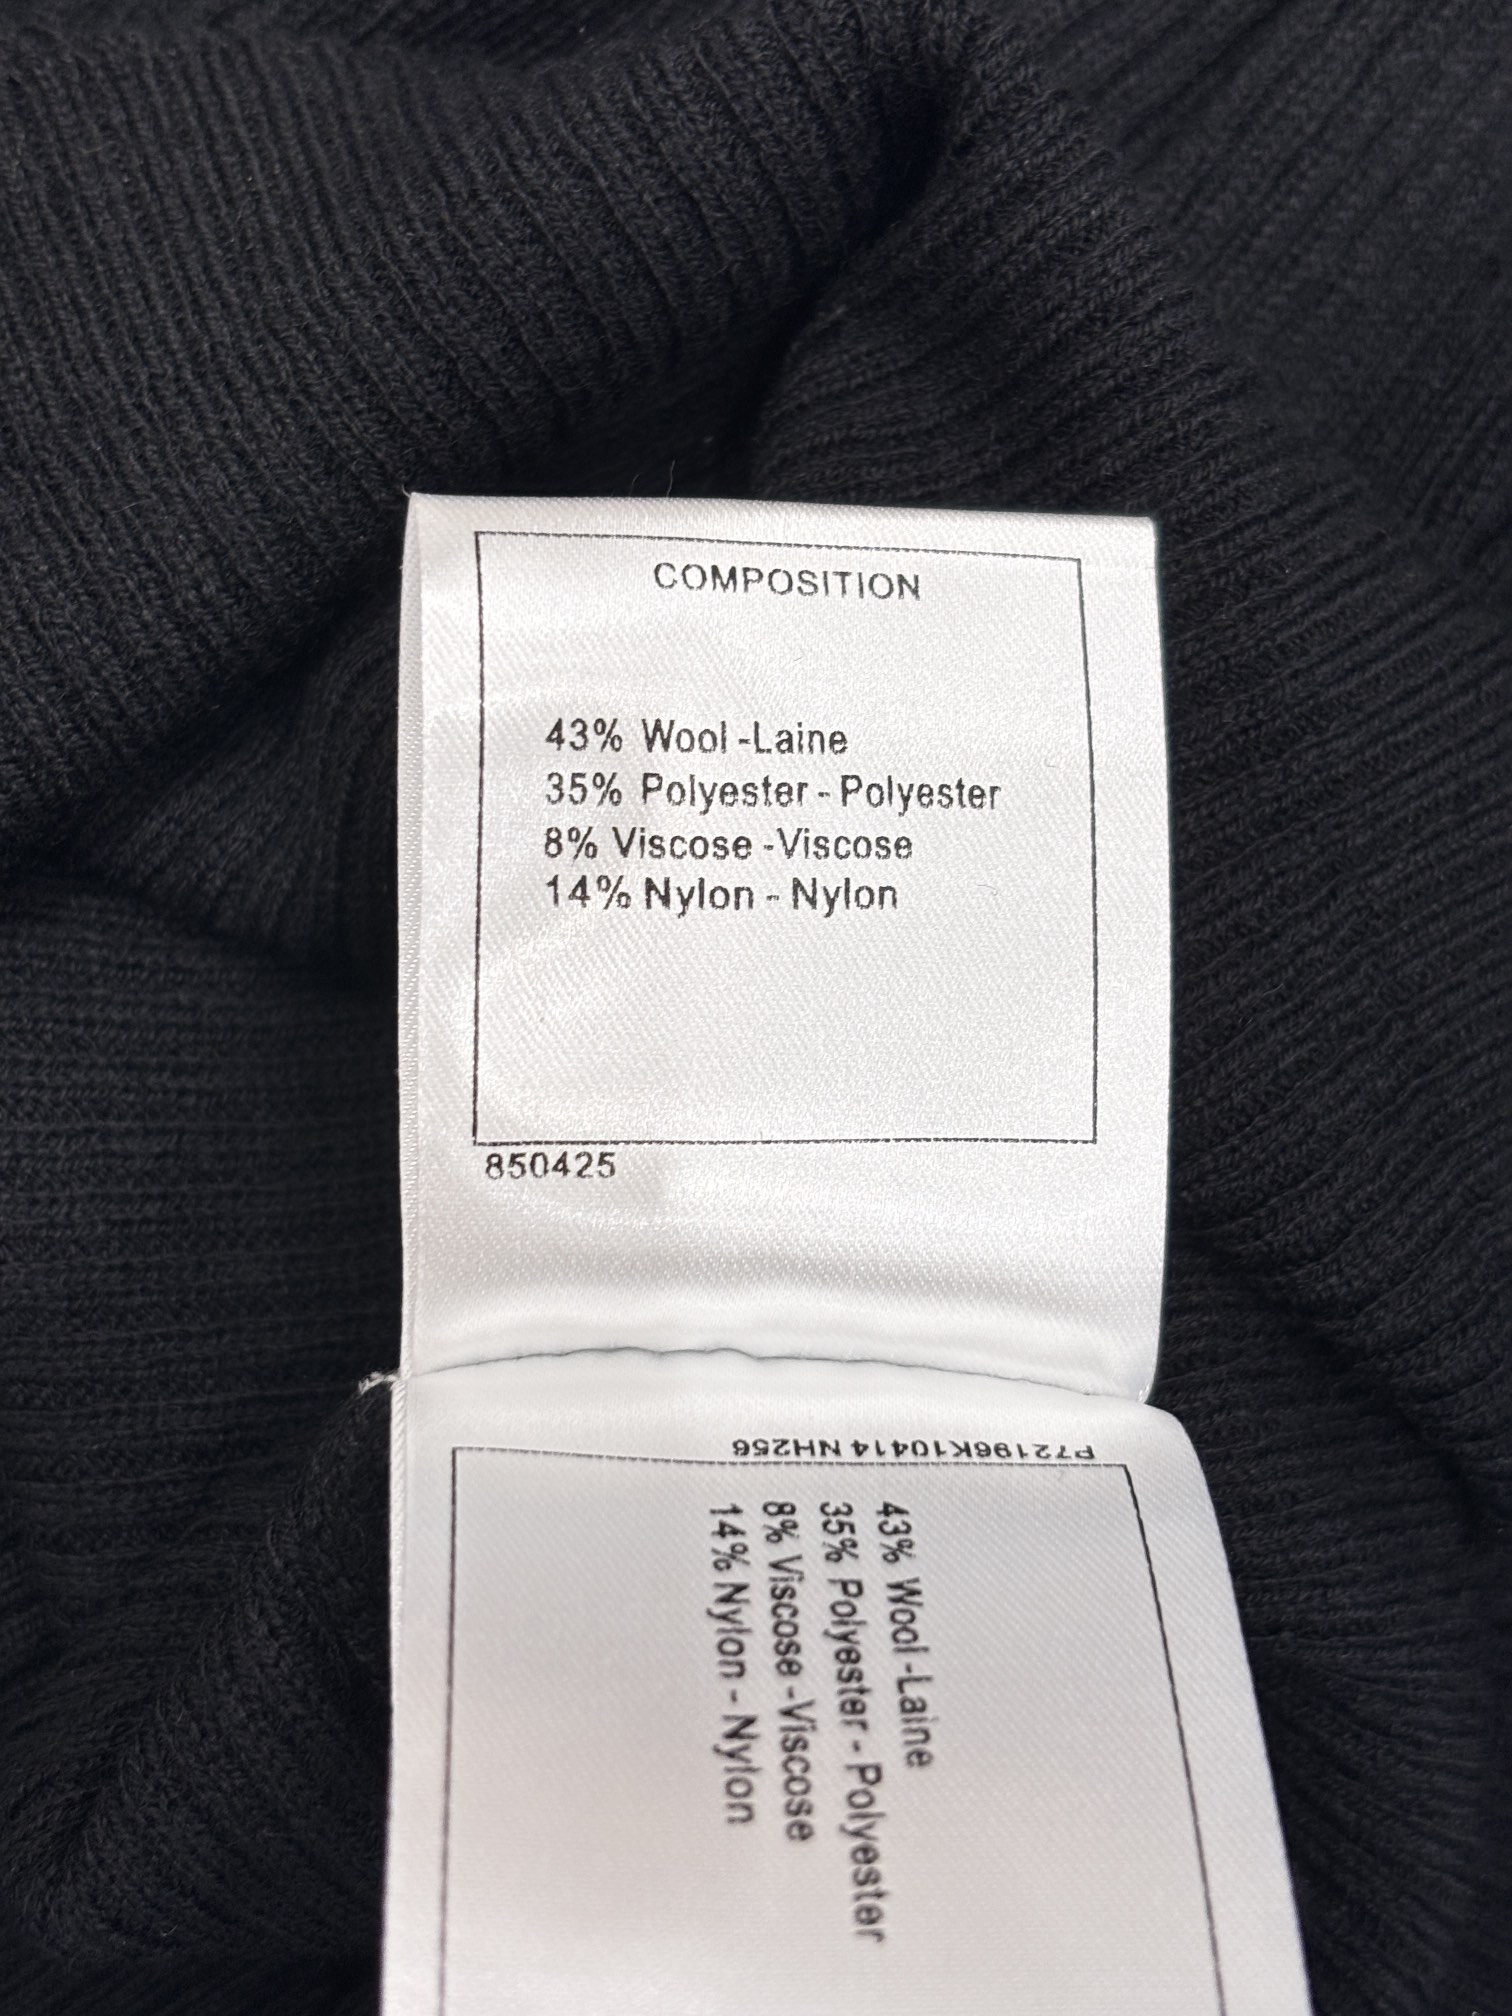 COMPOSITION
43% Wool -Laine
35% Polyester - Polyester
8% Viscose -Viscose
14% Nylon - Nylon
850425
P72196K10414 NH256
43% Wool -Laine
35% Polyester - Polyester
8% Viscose -Viscose
14% Nylon - Nylon